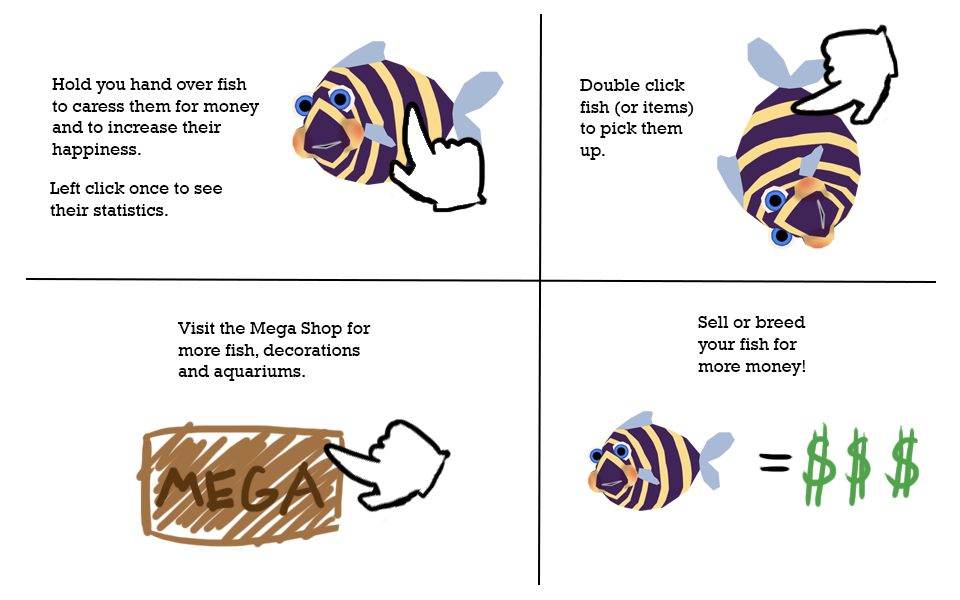 Hold you hand over fish
to caress them for money
and to increase their
happiness.
Left click once to see
their statistics.
Double click
fish (or items)
to pick them
up.
Visit the Mega Shop for
more fish, decorations
and aquariums.
MEGA
Sell or breed
your fish for
more money!
= $ $ $